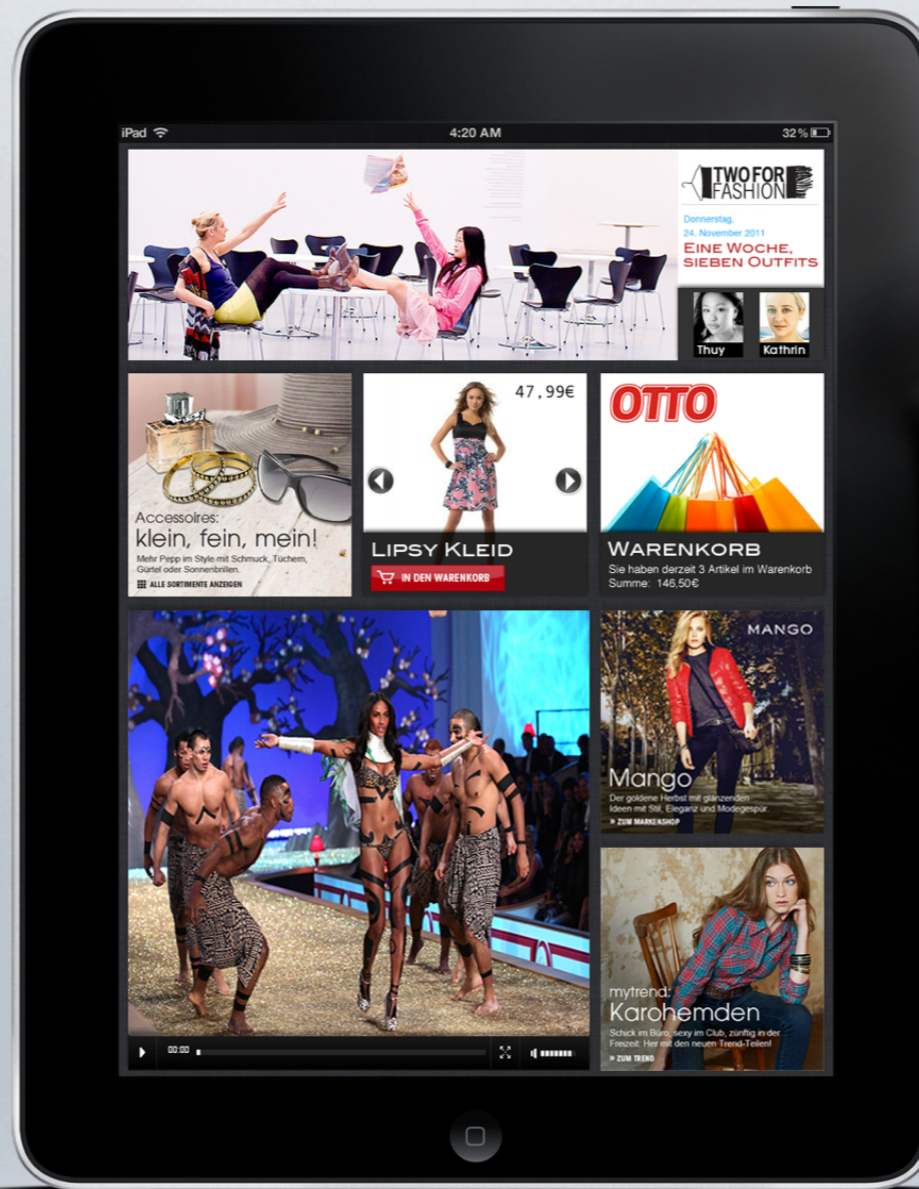 iPad
4:20 AM
32 %
TWO FOR
FASHION
Donnerstag,
24. November 2011
EINE WOCHE,
SIEBEN OUTFITS
Thuy
Kathrin
Accessoires:
klein, fein, mein!
Mehr Pepp im Style mit Schmuck, Tüchern,
Gürtel oder Sonnenbrillen.
ALLE SORTIMENTE ANZEIGEN
47,99€
LIPSY KLEID
IN DEN WARENKORB
OTTO
WARENKORB
Sie haben derzeit 3 Artikel im Warenkorb
Summe: 146,50€
00:00
MANGO
Mango
Der goldene Herbst mit glänzenden
Ideen mit Stil, Eleganz und Modegespür.
» ZUM MARKENSHOP
mytrend:
Karohemden
Schick im Büro, sexy im Club, zünftig in der
Freizeit: Her mit den neuen Trend-Teilen!
» ZUM TREND